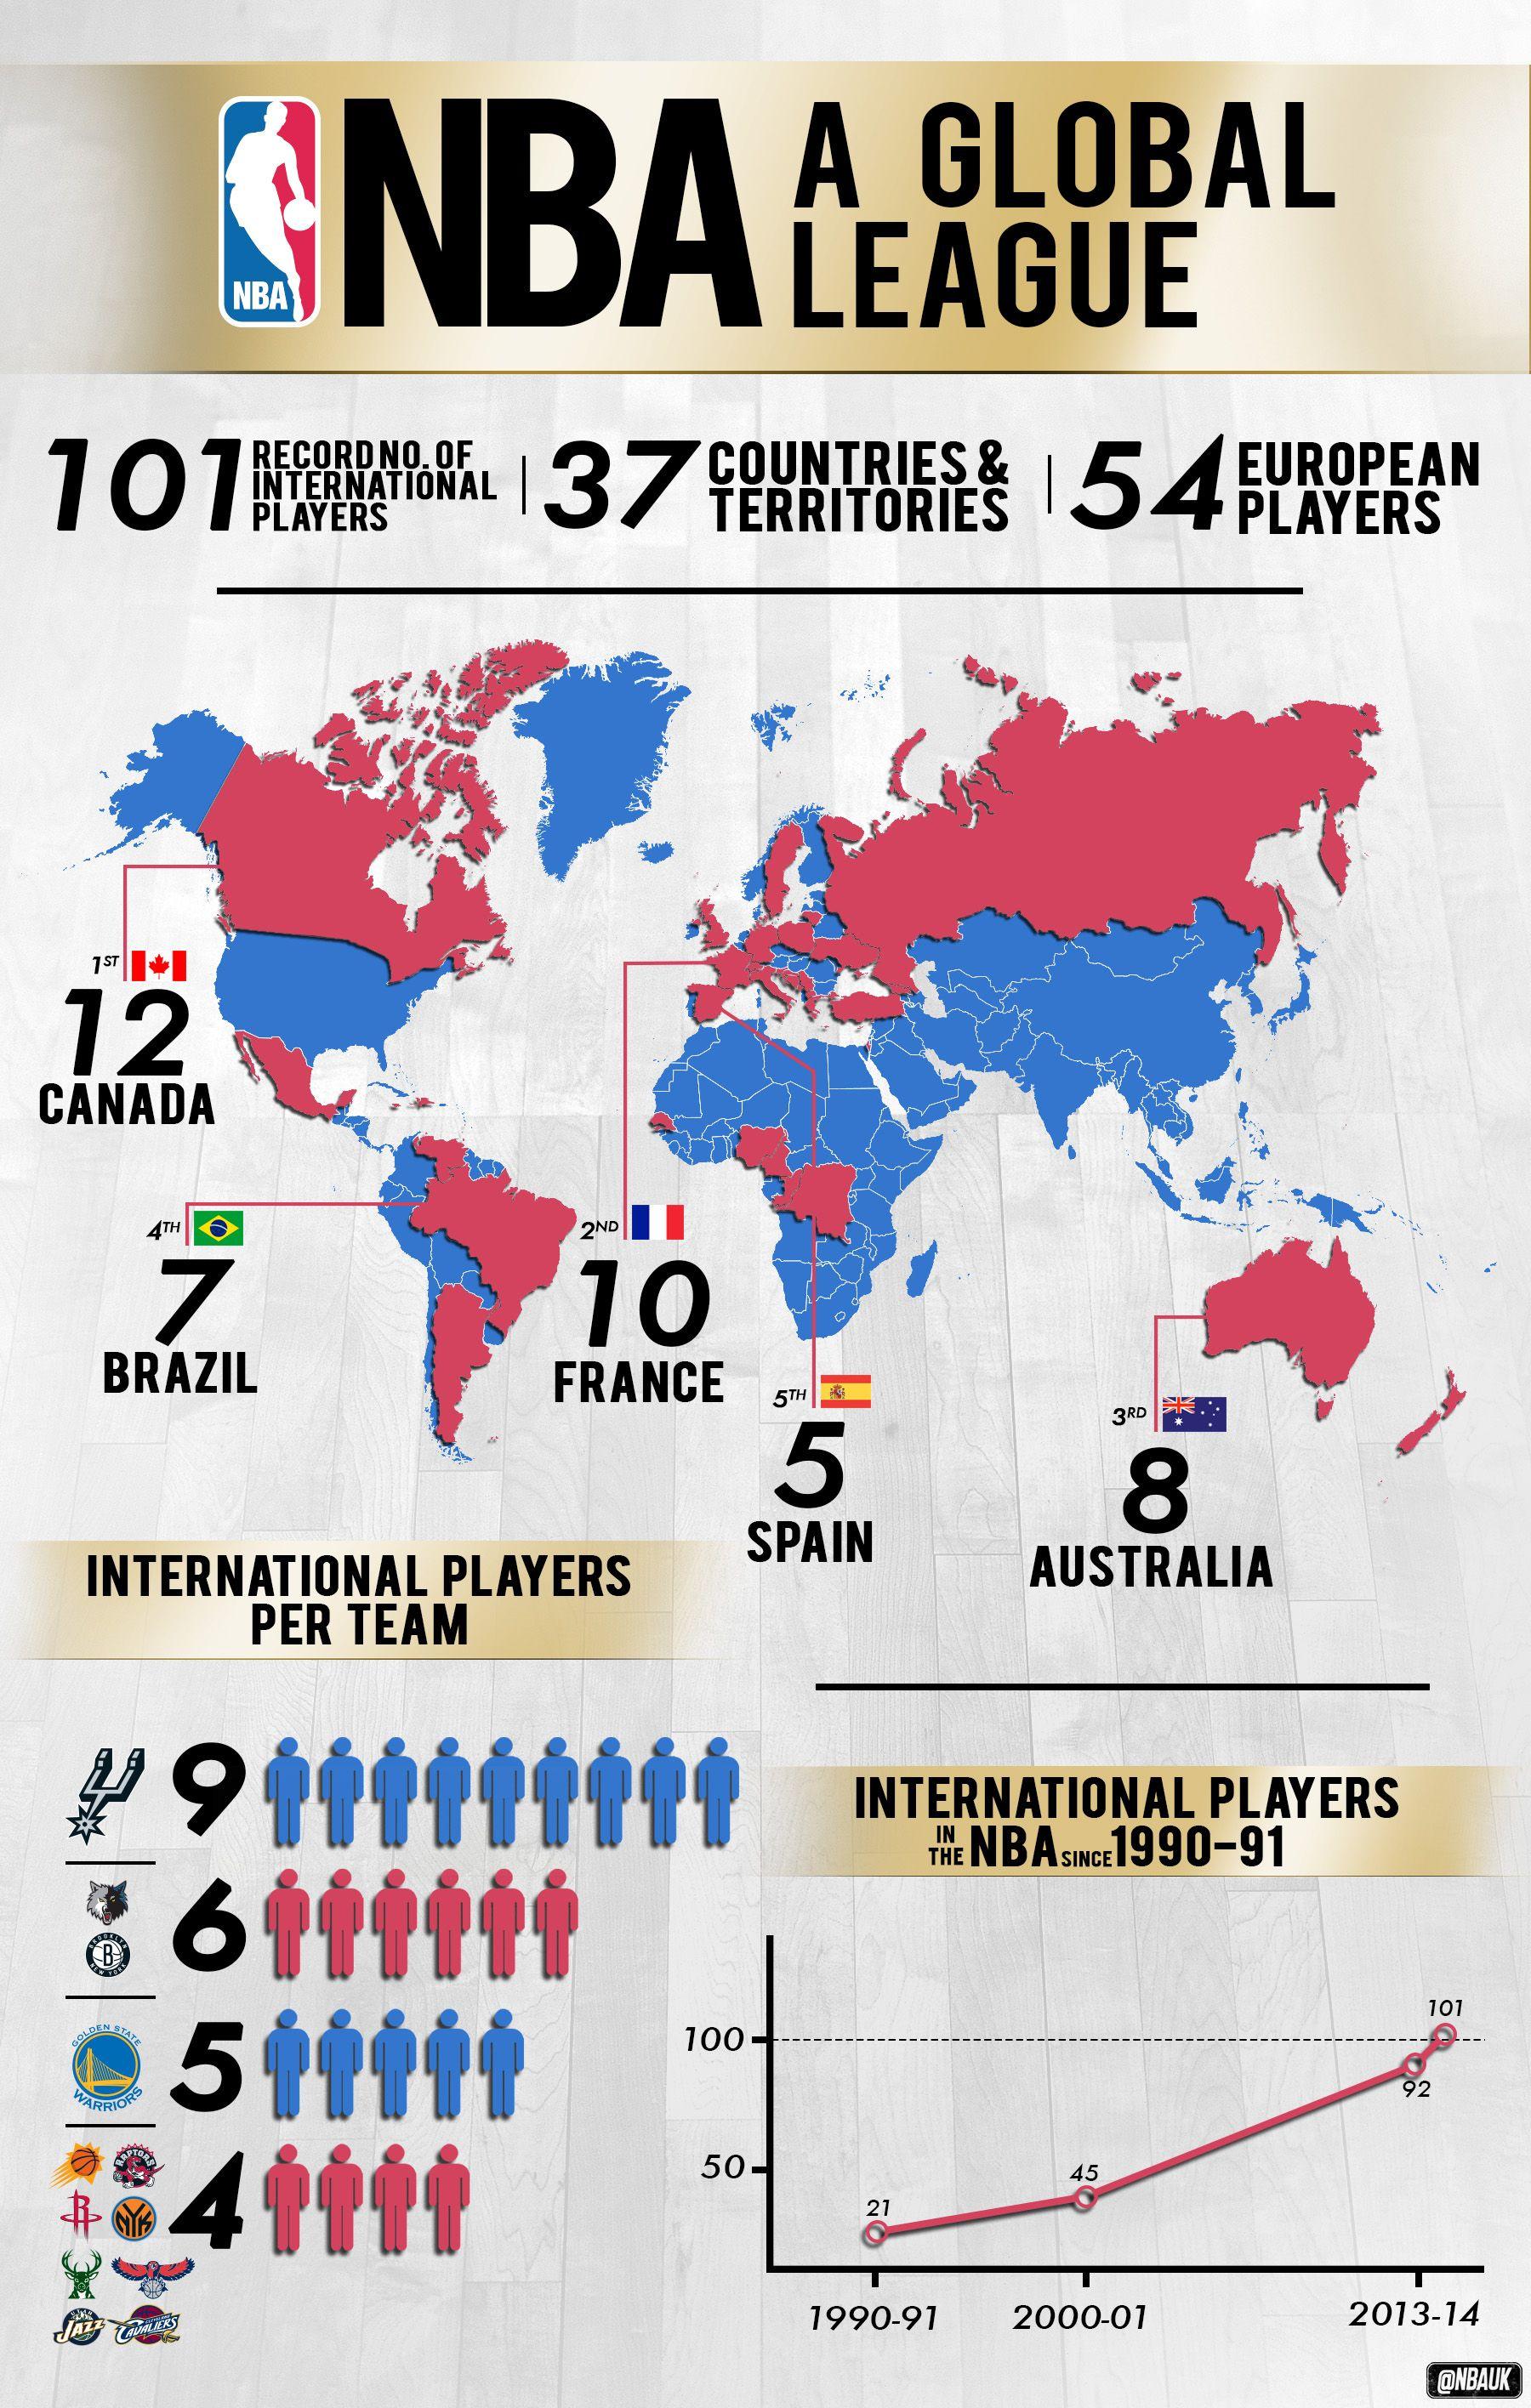 NBA
NBA
A GLOBAL
LEAGUE
101
RECORD NO. OF
INTERNATIONAL
PLAYERS
37
COUNTRIES &
TERRITORIES
54
EUROPEAN
PLAYERS
1ST
12
CANADA
4TH
7
BRAZIL
2ND
10
FRANCE
5TH
5
SPAIN
3RD
8
AUSTRALIA
INTERNATIONAL PLAYERS
PER TEAM
9
6
BROOKLYN
B
NEW YORK
5
GOLDEN STATE
WARRIORS
4
RAPTORS
R
NYK
JAZZ
CAVALIERS
INTERNATIONAL PLAYERS
IN THE NBA SINCE 1990-91
100
50
21
45
92
101
1990-91
2000-01
2013-14
@NBAUK